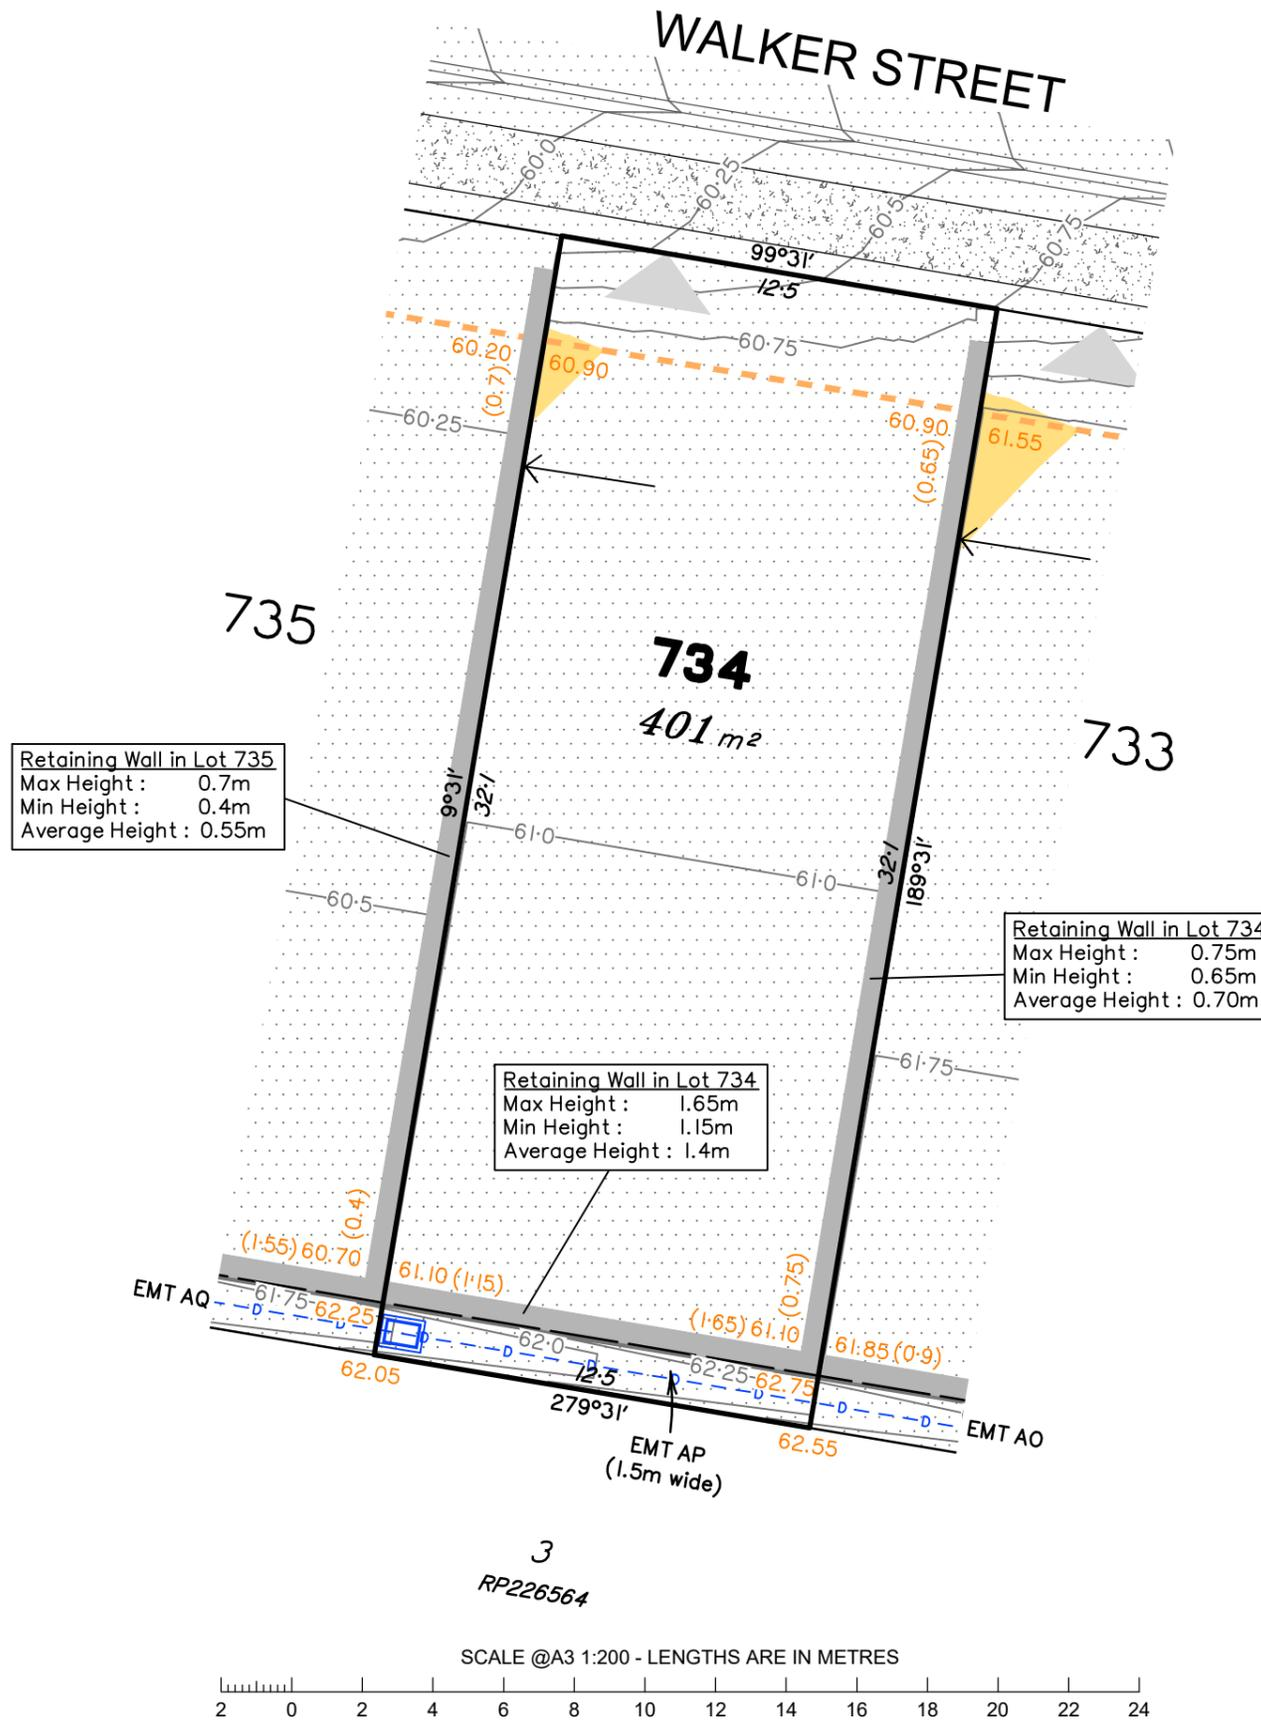 WALKER STREET
60.0
60.25
60.5
60.75
99°31'
12.5
60.75
60.20
(0.7)
60.90
60.90
(0.65)
61.55
60.25
735
734
401 m²
733
Retaining Wall in Lot 735
Max Height : 0.7m
Min Height : 0.4m
Average Height : 0.55m
9°31'
32.1
61.0
61.0
32.1
189°31'
60.5
Retaining Wall in Lot 734
Max Height : 0.75m
Min Height : 0.65m
Average Height : 0.70m
61.75
Retaining Wall in Lot 734
Max Height : 1.65m
Min Height : 1.15m
Average Height : 1.4m
(0.4)
(1.55) 60.70
61.10 (1.15)
(0.75)
(1.65) 61.10
61.85 (0.9)
EMT AQ
61.75
62.25
D D D D D D D D D
62.0
62.25
62.75
62.05
12.5
279°31'
EMT AP
(1.5m wide)
62.55
EMT AO
3
RP226564
SCALE @A3 1:200 - LENGTHS ARE IN METRES
2 0 2 4 6 8 10 12 14 16 18 20 22 24